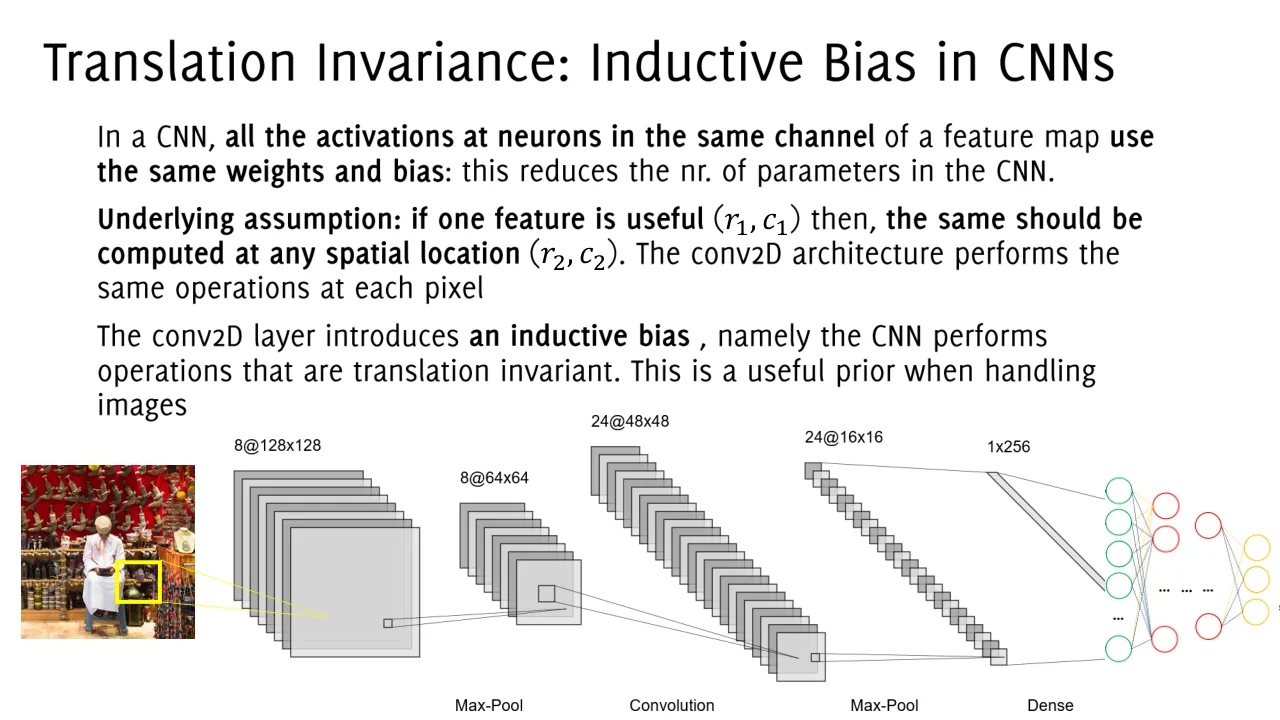 Translation Invariance: Inductive Bias in CNNs
In a CNN, all the activations at neurons in the same channel of a feature map use
the same weights and bias: this reduces the nr. of parameters in the CNN.
Underlying assumption: if one feature is useful (r₁, c₁) then, the same should be
computed at any spatial location (r₂, c₂). The conv2D architecture performs the
same operations at each pixel
The conv2D layer introduces an inductive bias , namely the CNN performs
operations that are translation invariant. This is a useful prior when handling
images
24@48x48
8@128x128
24@16x16
1x256
8@64x64
... ... ... ...
Max-Pool
Convolution
Max-Pool
Dense